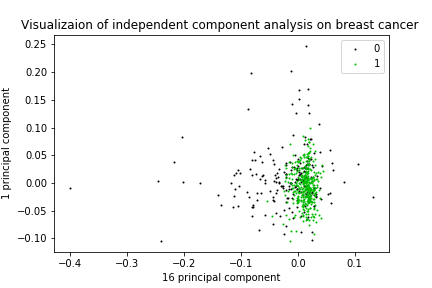 Visualizaion of independent component analysis on breast cancer
0
1
0.25
0.20
0.15
0.10
0.05
0.00
−0.05
−0.10
1 principal component
−0.4 −0.3 −0.2 −0.1 0.0 0.1
16 principal component